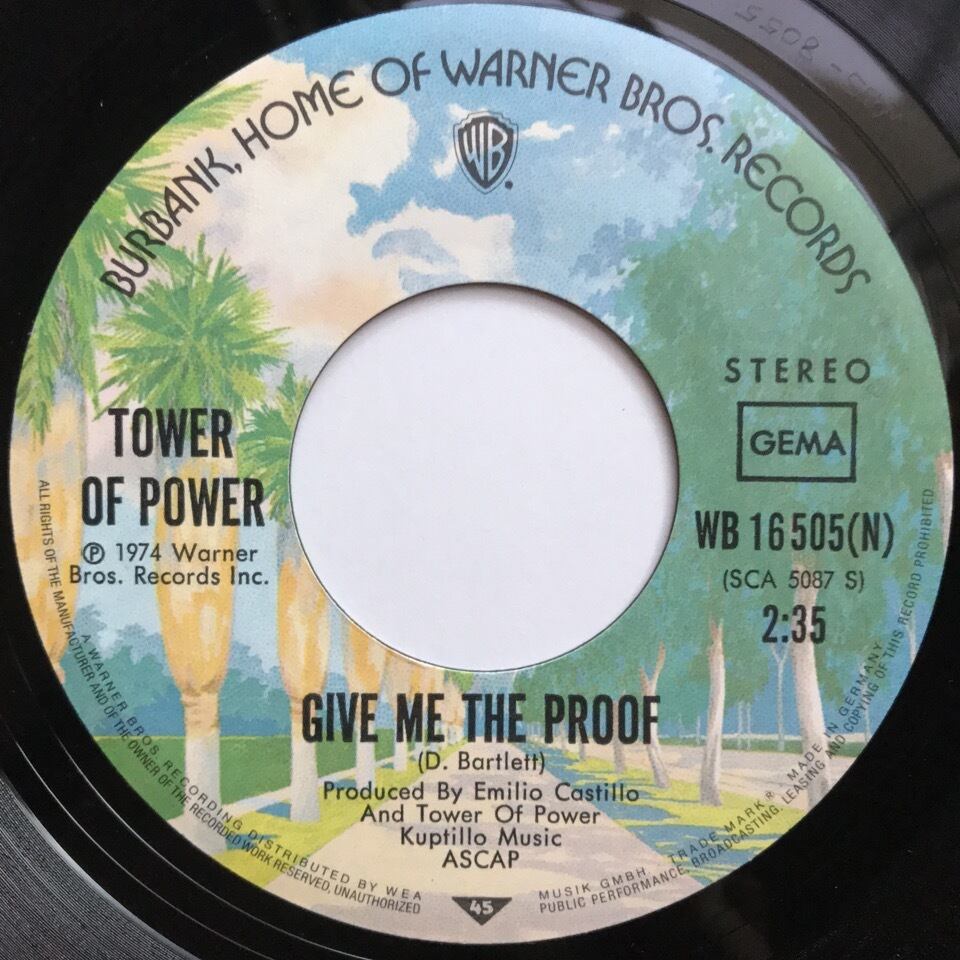 BURBANK, HOME OF WARNER BROS. RECORDS
WB
STEREO
GEMA
TOWER
OF POWER
℗ 1974 Warner
Bros. Records Inc.
WB 16 505(N)
(SCA 5087 S)
2:35
GIVE ME THE PROOF
(D. Bartlett)
Produced By Emilio Castillo
And Tower Of Power
Kuptillo Music
ASCAP
A WARNER BROS. RECORDING DISTRIBUTED BY WEA MUSIK GMBH TRADE MARK® MADE IN GERMANY
ALL RIGHTS OF THE MANUFACTURER AND OF THE OWNER OF THE RECORDED WORK RESERVED, UNAUTHORIZED PUBLIC PERFORMANCE, BROADCASTING, LEASING AND COPYING OF THIS RECORD PROHIBITED
45